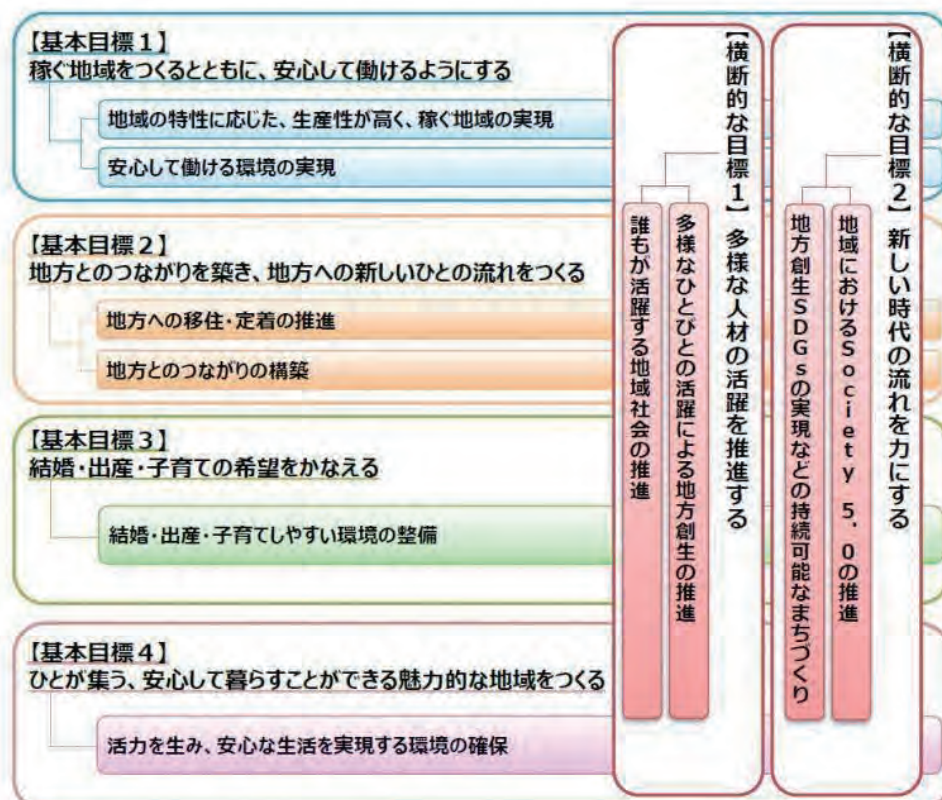 【基本目標1】
稼ぐ地域をつくるとともに、安心して働けるようにする
地域の特性に応じた、生産性が高く、稼ぐ地域の実現
安心して働ける環境の実現
【基本目標2】
地方とのつながりを築き、地方への新しいひとの流れをつくる
地方への移住・定着の推進
地方とのつながりの構築
【基本目標3】
結婚・出産・子育ての希望をかなえる
結婚・出産・子育てしやすい環境の整備
【基本目標4】
ひとが集う、安心して暮らすことができる魅力的な地域をつくる
活力を生み、安心な生活を実現する環境の確保
【横断的な目標1】多様な人材の活躍を推進する
多様なひとびとの活躍による地方創生の推進
誰もが活躍する地域社会の推進
【横断的な目標2】新しい時代の流れを力にする
地域におけるSociety 5.0の推進
地方創生SDGsの実現などの持続可能なまちづくり